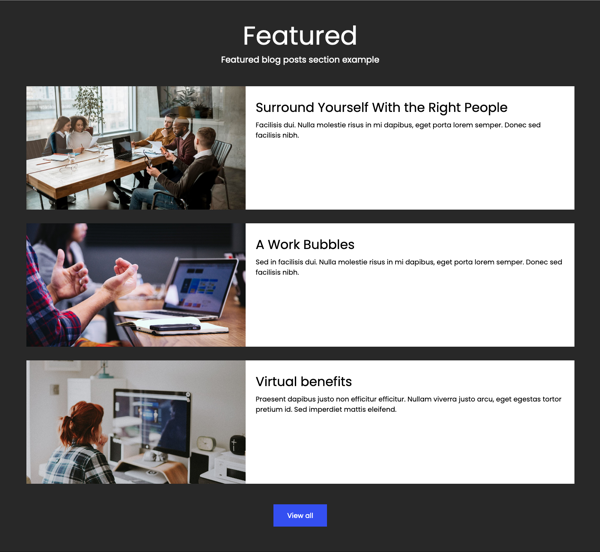 Featured
Featured blog posts section example
Surround Yourself With the Right People
Facilisis dui. Nulla molestie risus in mi dapibus, eget porta lorem semper. Donec sed
facilisis nibh.
A Work Bubbles
Sed in facilisis dui. Nulla molestie risus in mi dapibus, eget porta lorem semper. Donec sed
facilisis nibh.
Virtual benefits
Praesent dapibus justo non efficitur efficitur. Nullam viverra justo arcu, eget egestas tortor
pretium id. Sed imperdiet mattis eleifend.
View all